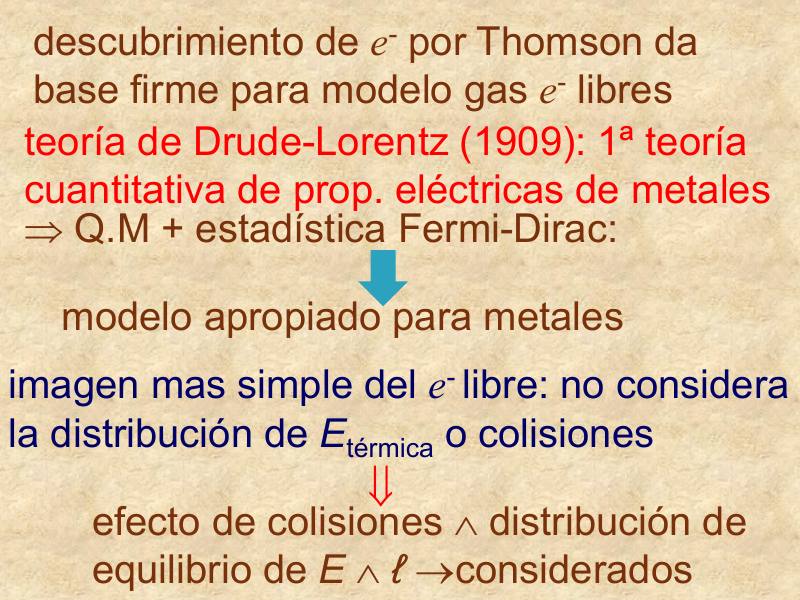 descubrimiento de e⁻ por Thomson da
base firme para modelo gas e⁻ libres
teoría de Drude-Lorentz (1909): 1ª teoría
cuantitativa de prop. eléctricas de metales
⇒ Q.M + estadística Fermi-Dirac:
modelo apropiado para metales
imagen mas simple del e⁻ libre: no considera
la distribución de E térmica o colisiones
⇓
efecto de colisiones ∧ distribución de
equilibrio de E ∧ ℓ →considerados